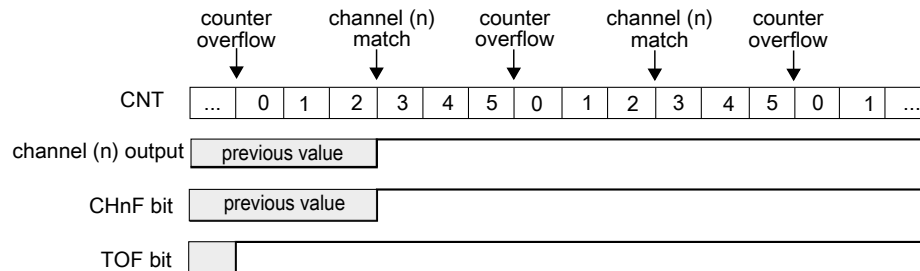 counter overflow
channel (n) match
counter overflow
channel (n) match
counter overflow
CNT ... 0 1 2 3 4 5 0 1 2 3 4 5 0 1 ...
channel (n) output previous value
CHnF bit previous value
TOF bit